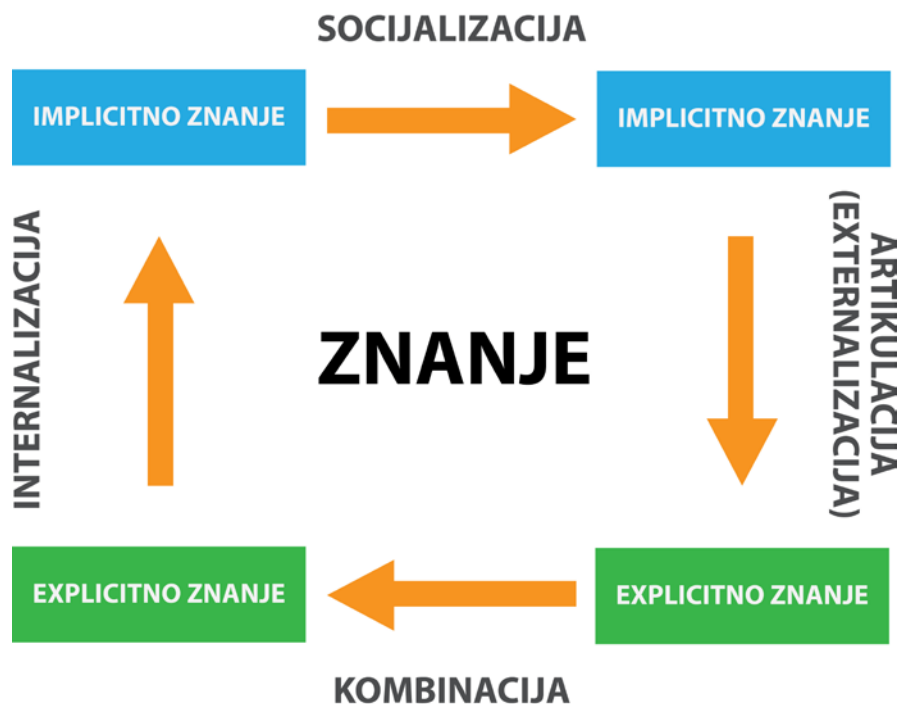 SOCIJALIZACIJA
IMPLICITNO ZNANJE
IMPLICITNO ZNANJE
INTERNALIZACIJA
ZNANJE
ARTIKULACIJA
(EXTERNALIZACIJA)
EXPLICITNO ZNANJE
EXPLICITNO ZNANJE
KOMBINACIJA